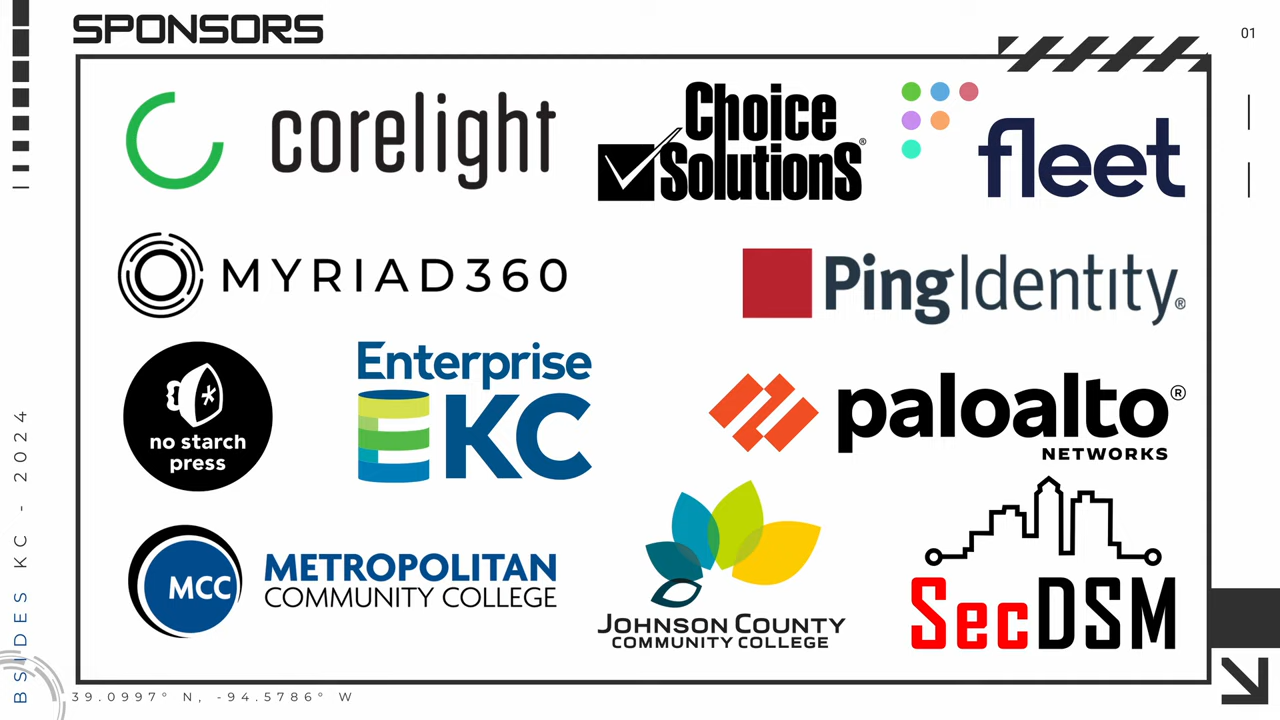 SPONSORS
01
corelight
Choice
Solutions®
fleet
MYRIAD360
PingIdentity®
no starch
press
Enterprise
KC
paloalto®
NETWORKS
MCC
METROPOLITAN
COMMUNITY COLLEGE
JOHNSON COUNTY
COMMUNITY COLLEGE
SecDSM
BSIDES KC - 2024
39.0997° N, -94.5786° W